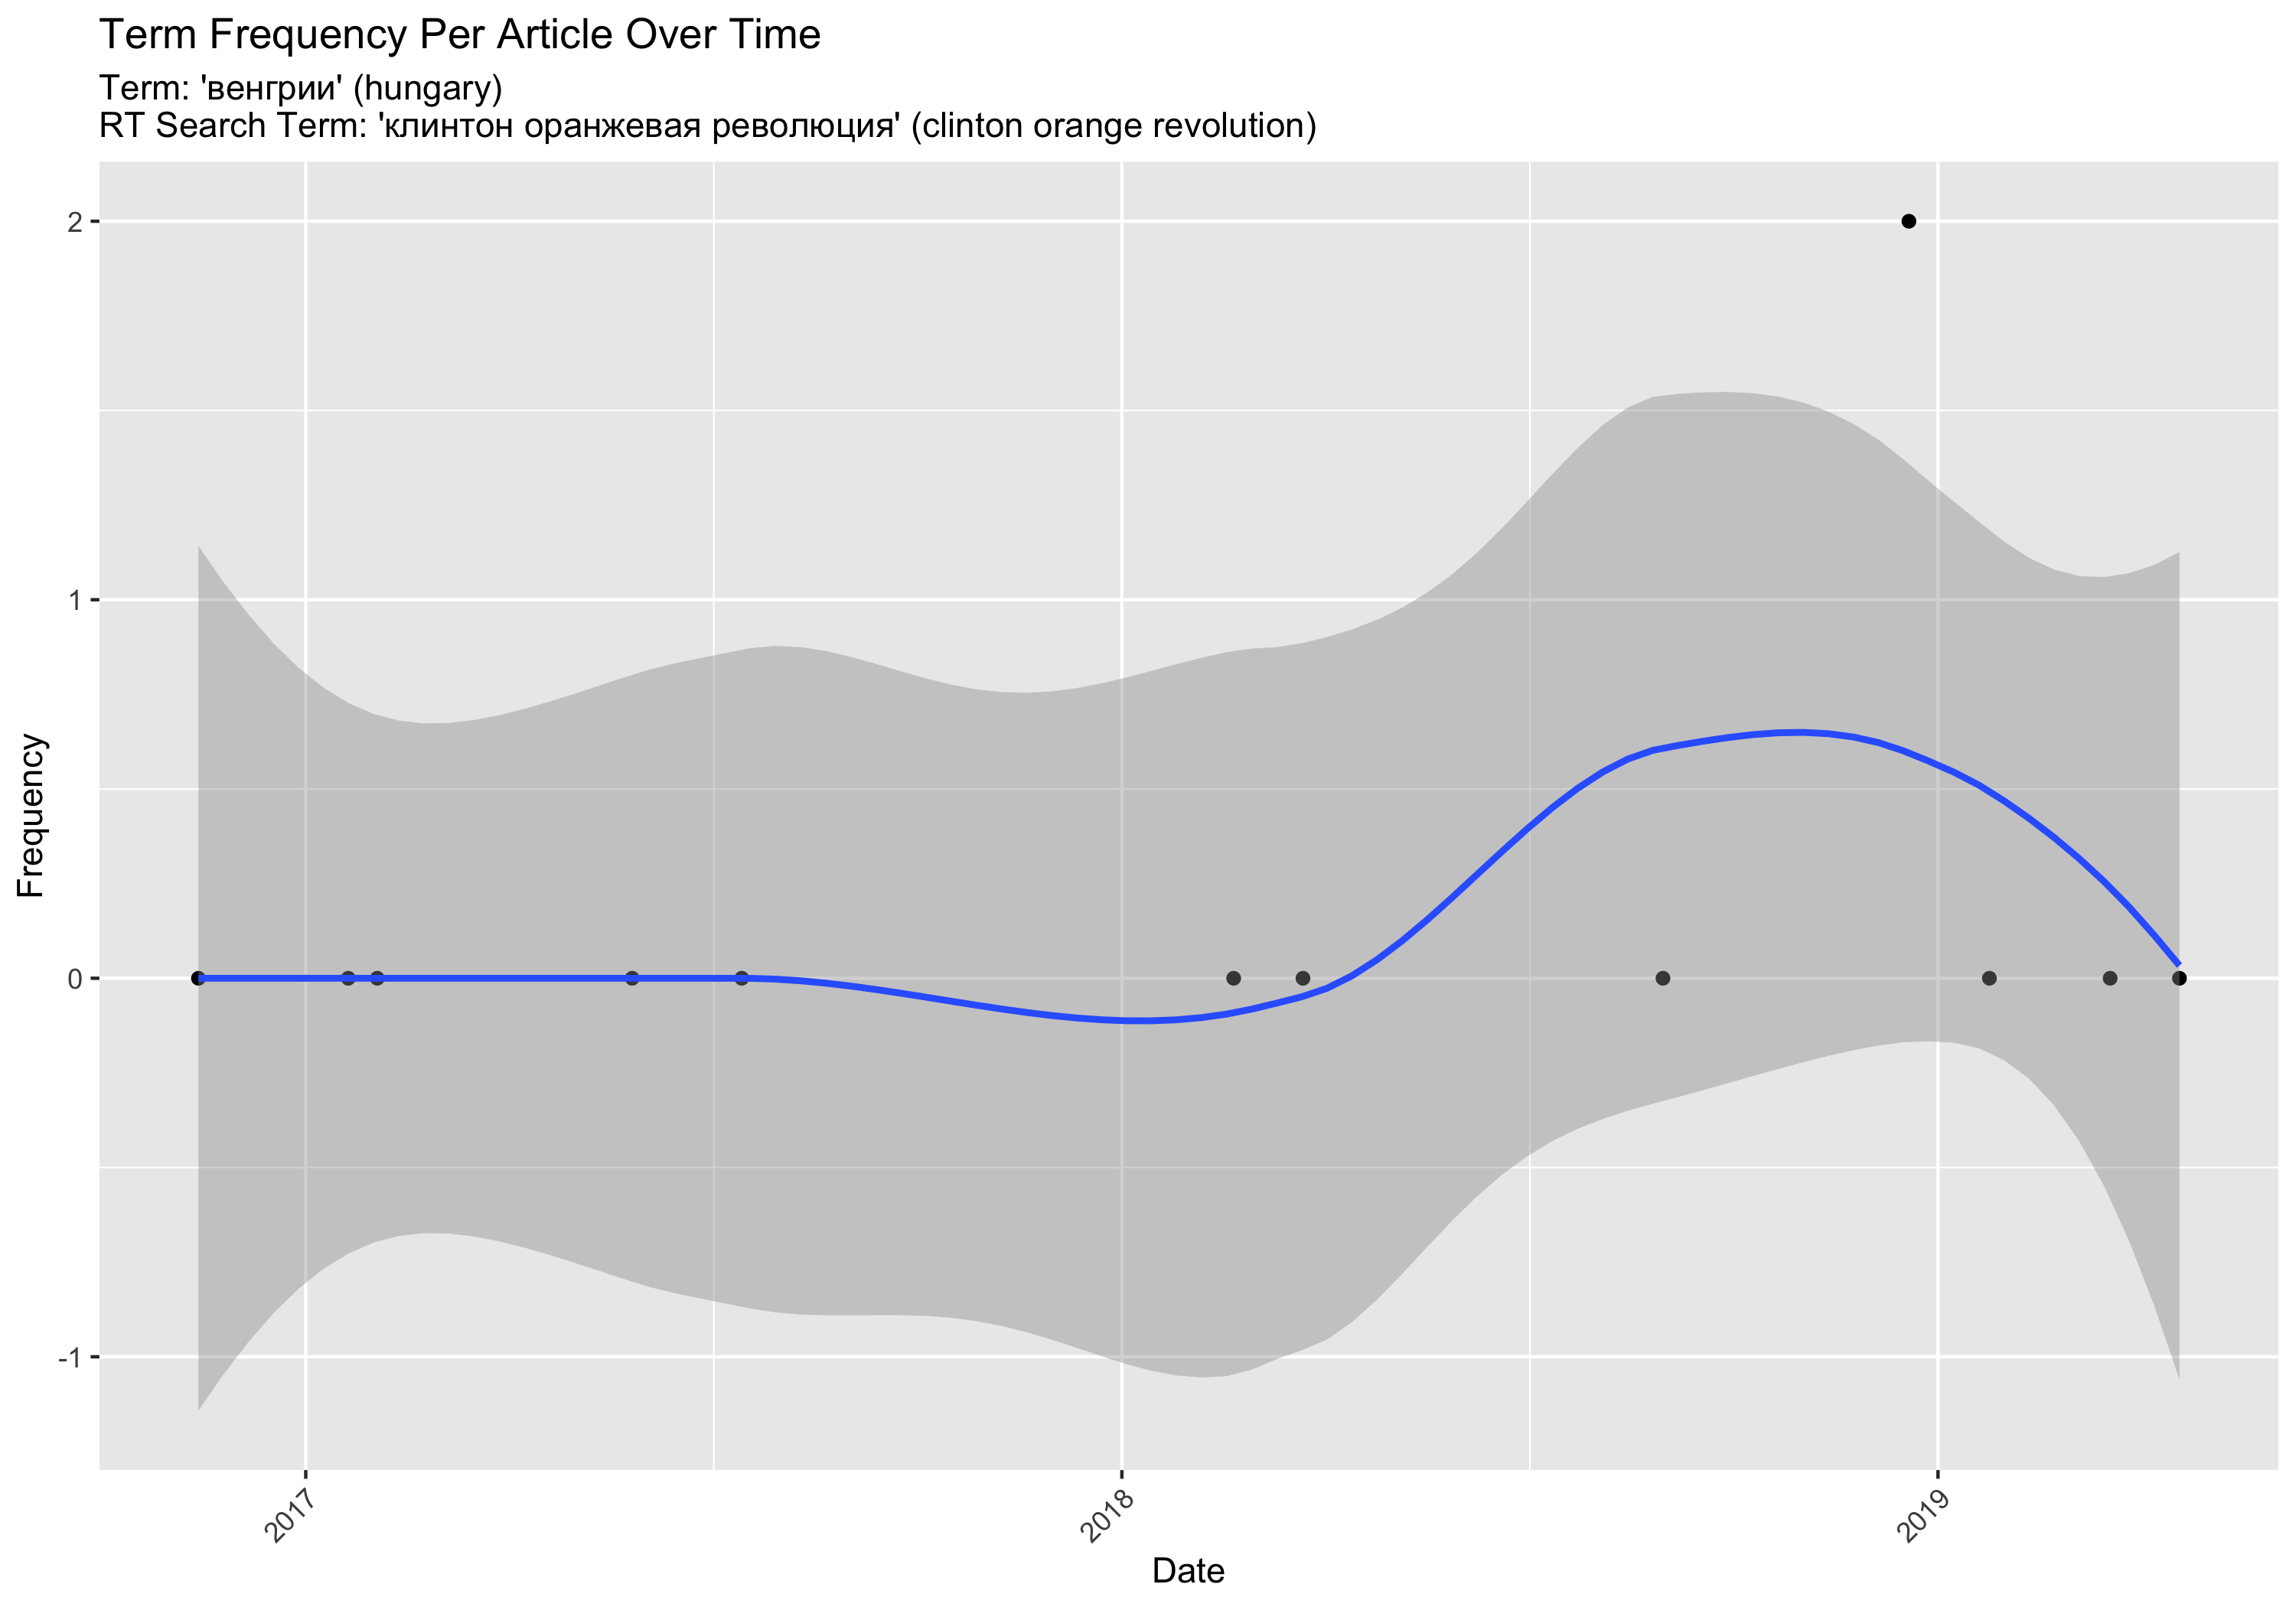 Term Frequency Per Article Over Time
Term: 'венгрии' (hungary)
RT Search Term: 'клинтон оранжевая революция' (clinton orange revolution)
2
1
0
-1
Frequency
2017
2018
2019
Date